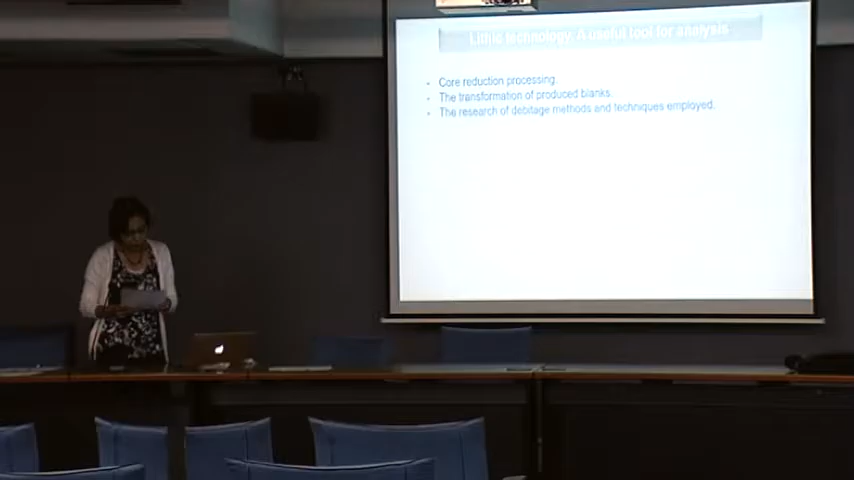 Lithic technology. A useful tool for analysis
Core reduction processing.
The transformation of produced blanks.
The research of debitage methods and techniques employed.